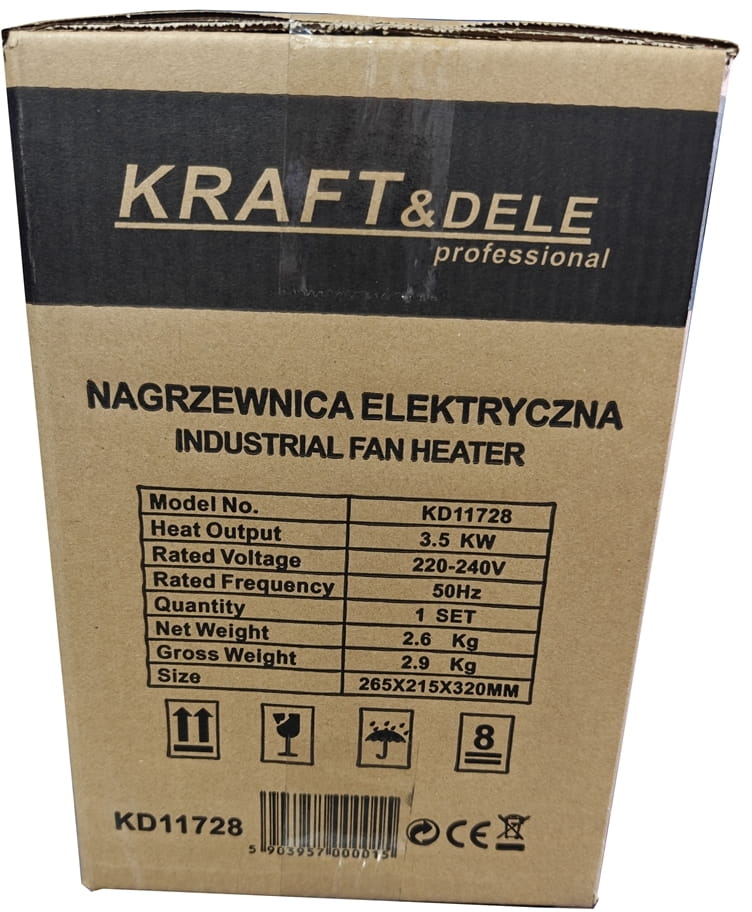 KRAFT&DELE
professional
NAGRZEWNICA ELEKTRYCZNA
INDUSTRIAL FAN HEATER
Model No. KD11728
Heat Output 3.5 KW
Rated Voltage 220-240V
Rated Frequency 50Hz
Quantity 1 SET
Net Weight 2.6 Kg
Gross Weight 2.9 Kg
Size 265X215X320MM
8
KD11728
5 903957 000015
CE